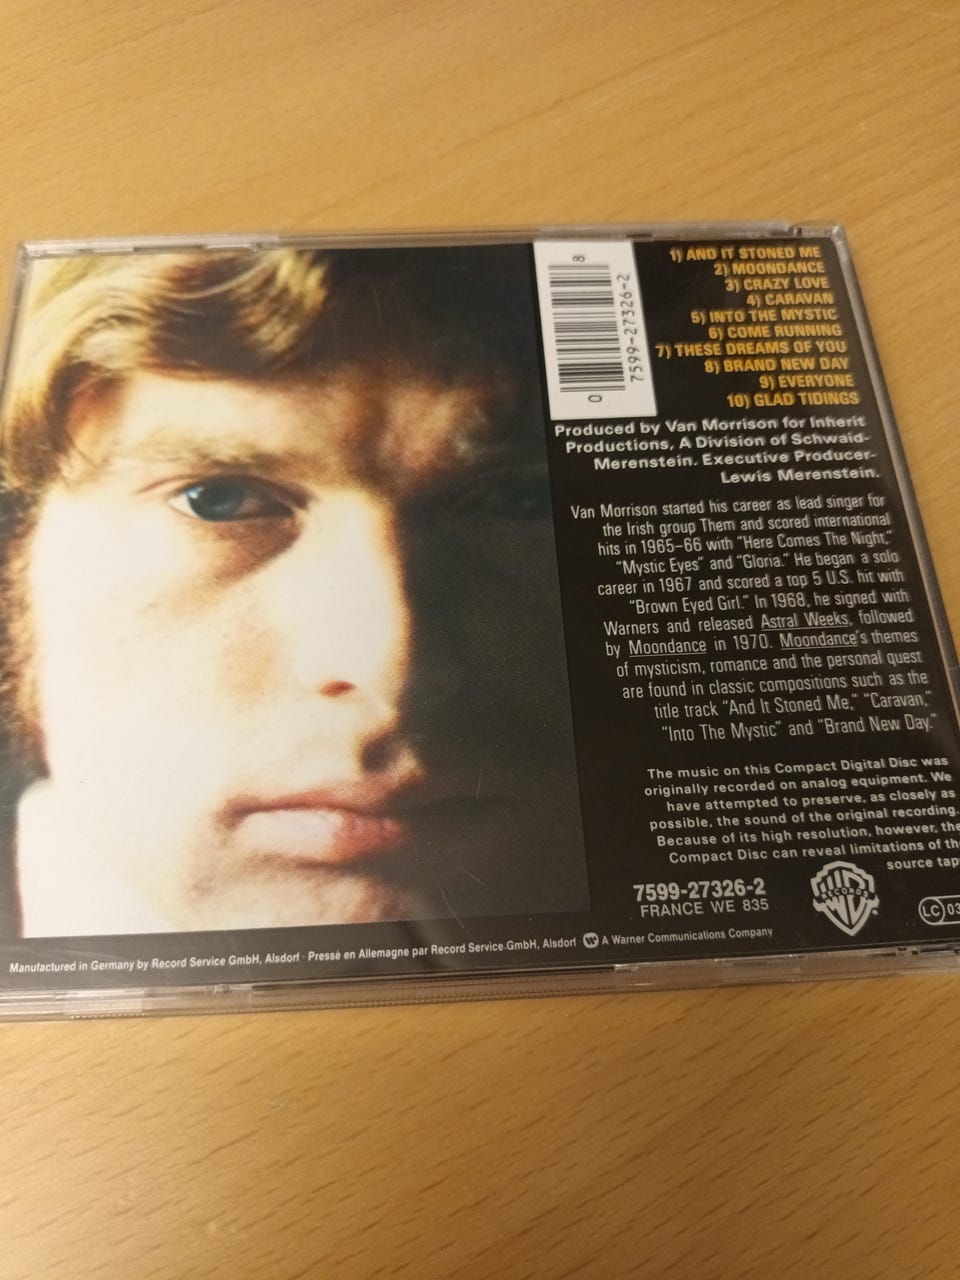 1) AND IT STONED ME
2) MOONDANCE
3) CRAZY LOVE
4) CARAVAN
5) INTO THE MYSTIC
6) COME RUNNING
7) THESE DREAMS OF YOU
8) BRAND NEW DAY
9) EVERYONE
10) GLAD TIDINGS
0 7599-27326-2 8
Produced by Van Morrison for Inherit
Productions, A Division of Schwaid-
Merenstein. Executive Producer-
Lewis Merenstein.
Van Morrison started his career as lead singer for
the Irish group Them and scored international
hits in 1965–66 with "Here Comes The Night,"
"Mystic Eyes" and "Gloria." He began a solo
career in 1967 and scored a top 5 U.S. hit with
"Brown Eyed Girl." In 1968, he signed with
Warners and released Astral Weeks, followed
by Moondance in 1970. Moondance's themes
of mysticism, romance and the personal quest
are found in classic compositions such as the
title track "And It Stoned Me," "Caravan,"
"Into The Mystic" and "Brand New Day."
The music on this Compact Digital Disc was
originally recorded on analog equipment. We
have attempted to preserve, as closely as
possible, the sound of the original recording.
Because of its high resolution, however, the
Compact Disc can reveal limitations of
source
7599-27326-2
FRANCE WE 835
RECORDS
LC
Manufactured in Germany by Record Service GmbH, Alsdorf · Pressé en Allemagne par Record Service GmbH, Alsdorf · A Warner Communications Company